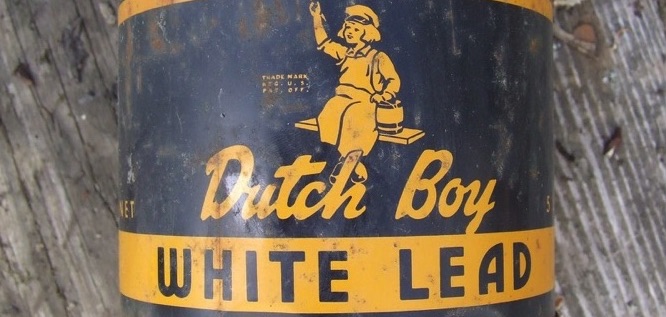 TRADE MARK
REG. U. S.
PAT. OFF.
Dutch Boy
NET
WHITE LEAD